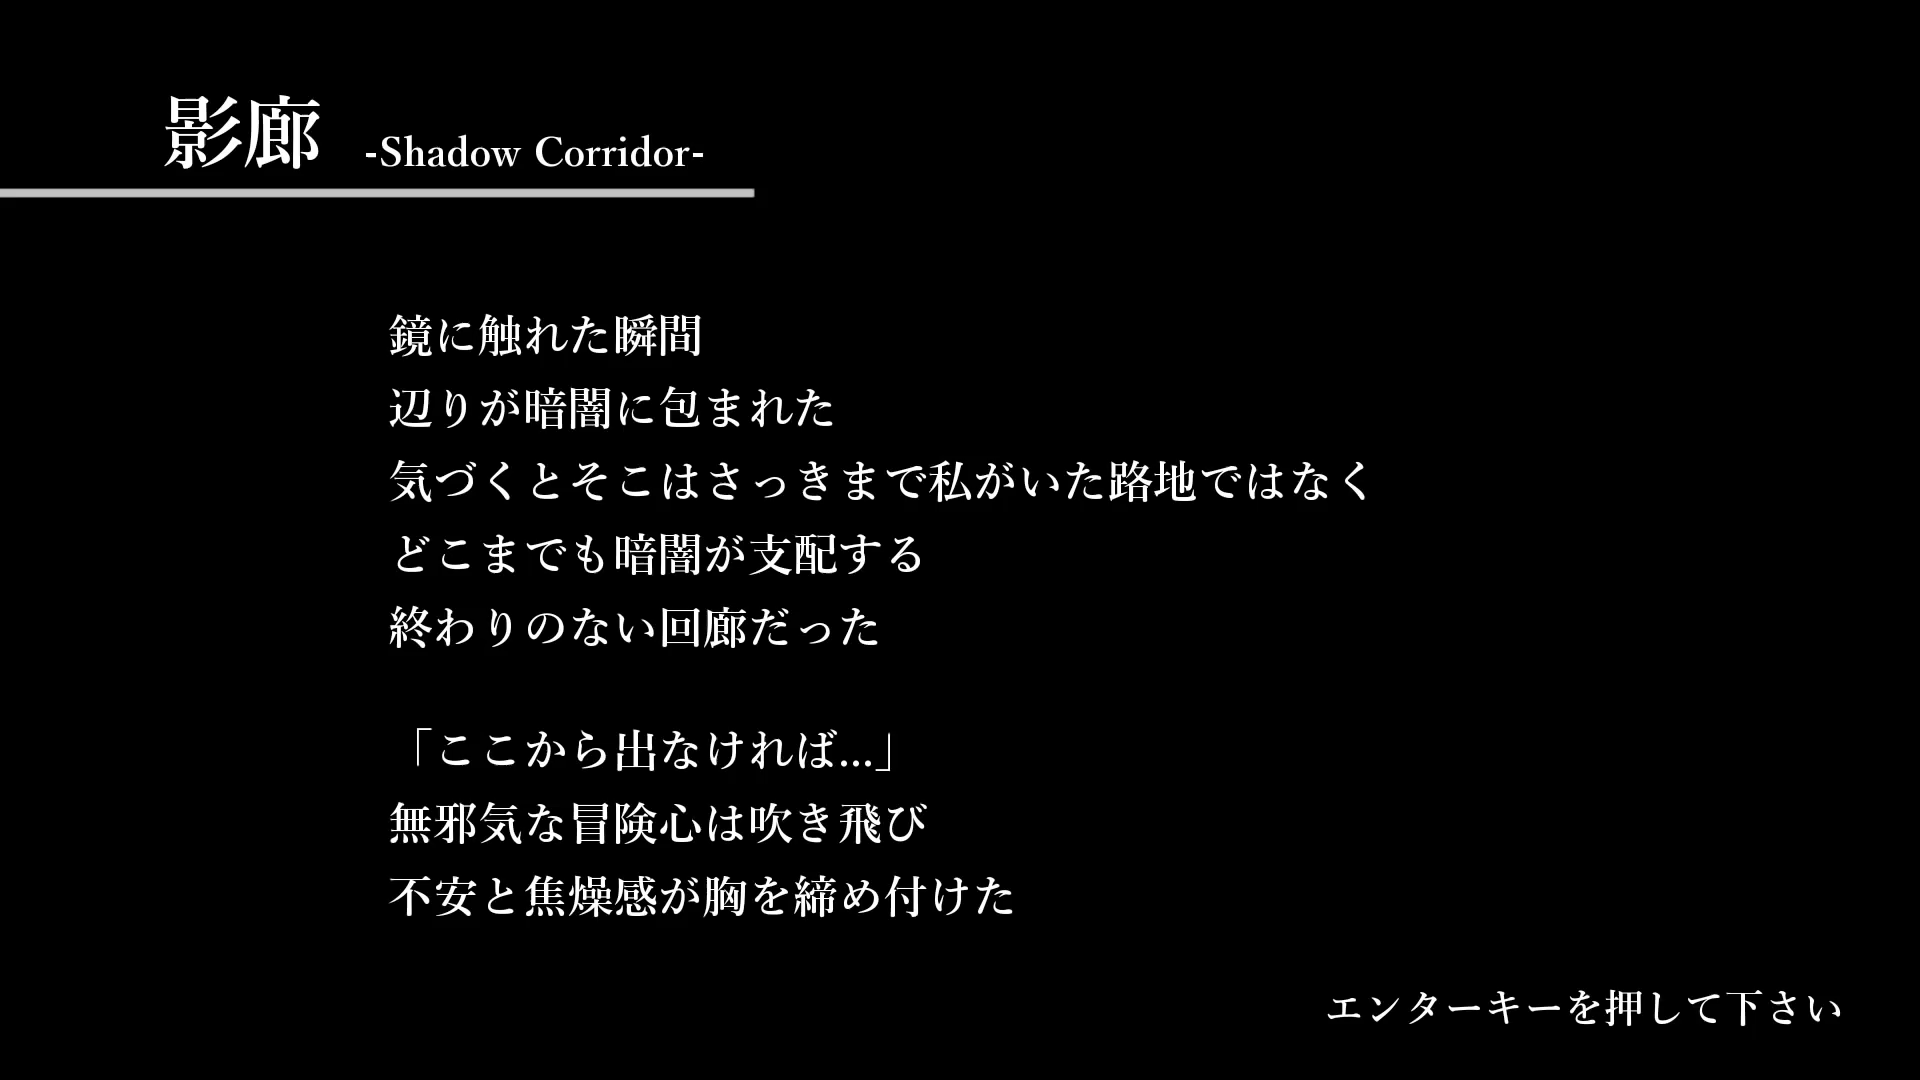 影廊 -Shadow Corridor-
鏡に触れた瞬間
辺りが暗闇に包まれた
気づくとそこはさっきまで私がいた路地ではなく
どこまでも暗闇が支配する
終わりのない回廊だった
「ここから出なければ...」
無邪気な冒険心は吹き飛び
不安と焦燥感が胸を締め付けた
エンターキーを押して下さい